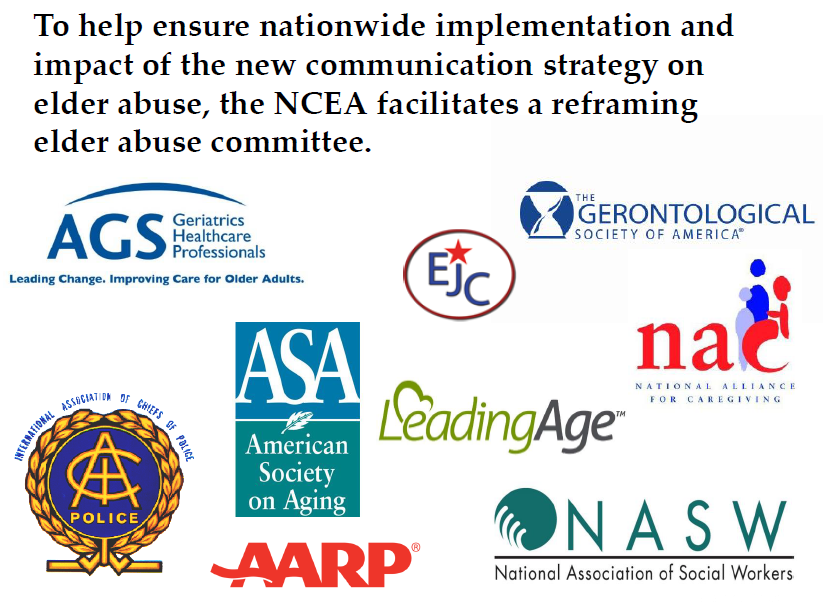 To help ensure nationwide implementation and
impact of the new communication strategy on
elder abuse, the NCEA facilitates a reframing
elder abuse committee.
AGS
Geriatrics
Healthcare
Professionals
Leading Change. Improving Care for Older Adults.
THE
GERONTOLOGICAL
SOCIETY OF AMERICA®
EJC
nac
NATIONAL ALLIANCE
FOR CAREGIVING
ASA
American
Society
on Aging
LeadingAge™
INTERNATIONAL ASSOCIATION OF CHIEFS OF POLICE
IACP
POLICE
AARP®
NASW
National Association of Social Workers